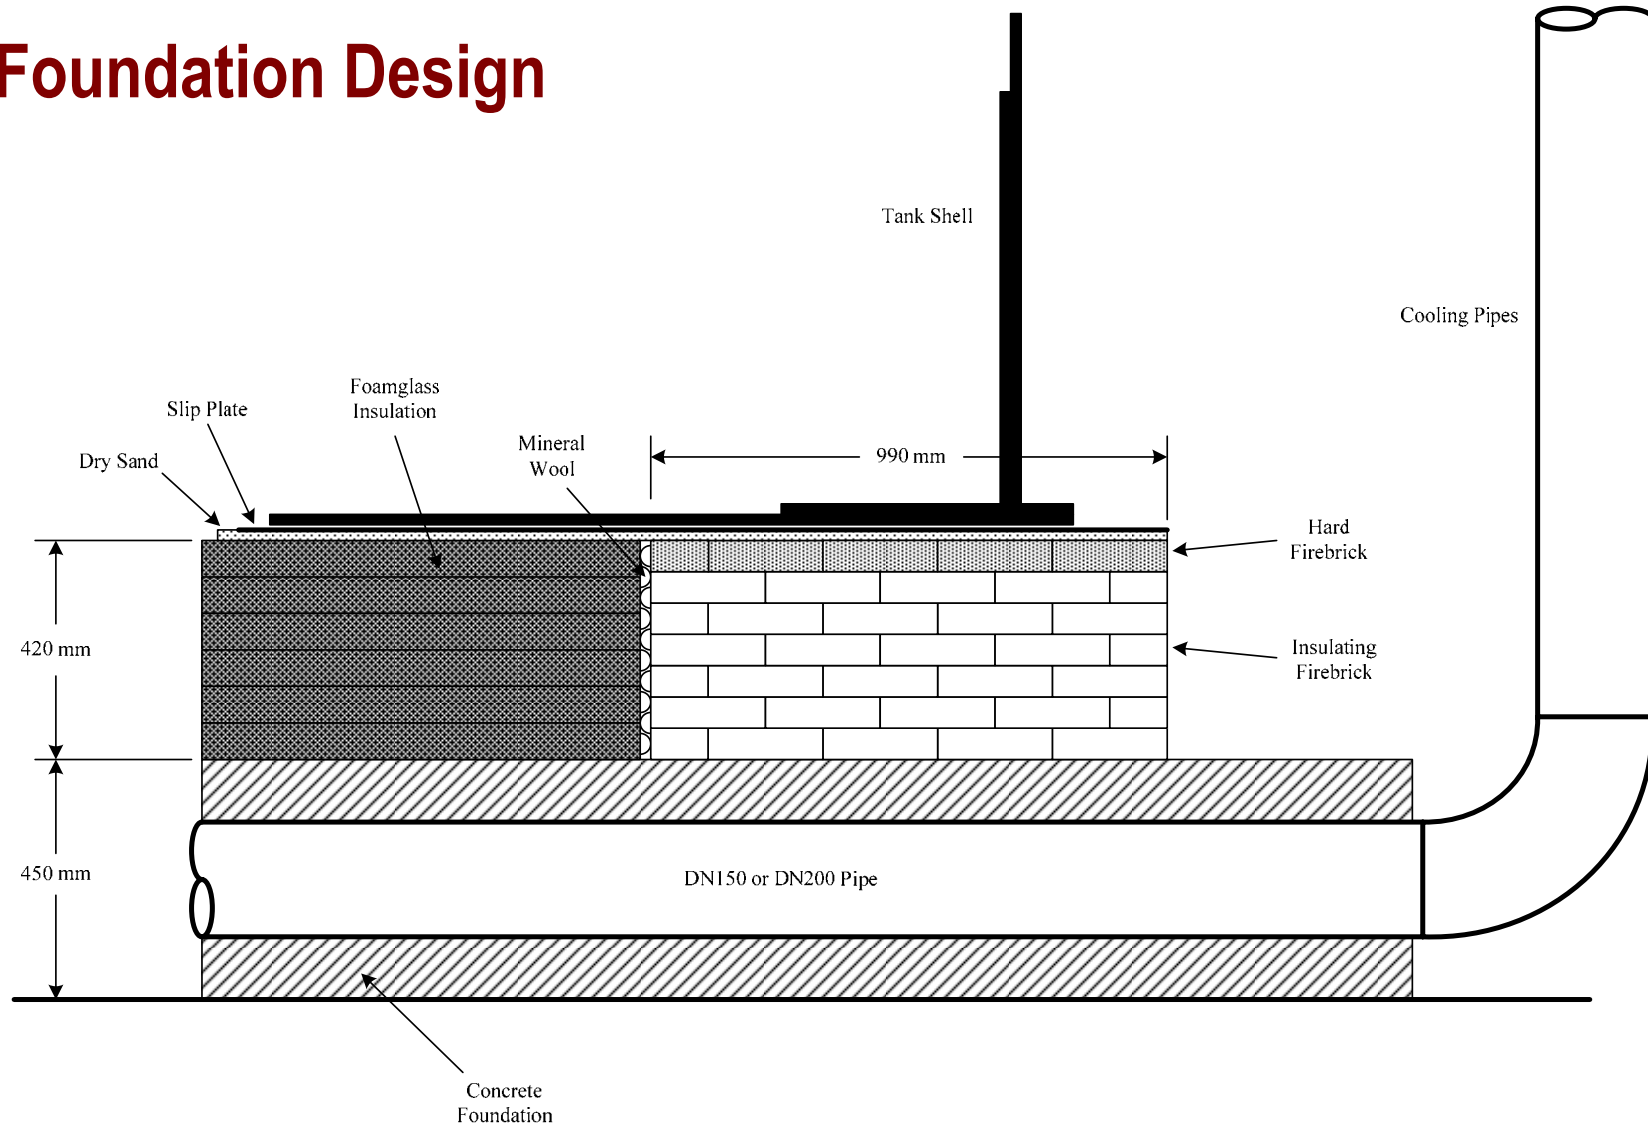 Foundation Design
Tank Shell
Cooling Pipes
Foamglass
Insulation
Slip Plate
Mineral
Wool
Dry Sand
990 mm
Hard
Firebrick
420 mm
Insulating
Firebrick
450 mm
DN150 or DN200 Pipe
Concrete
Foundation